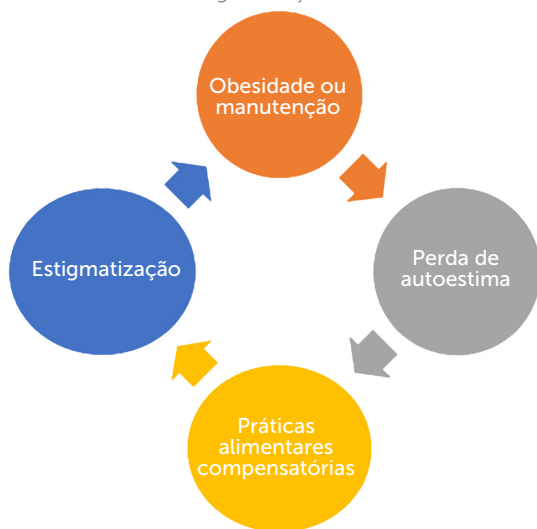 Obesidade ou
manutenção
Perda de
autoestima
Práticas
alimentares
compensatórias
Estigmatização